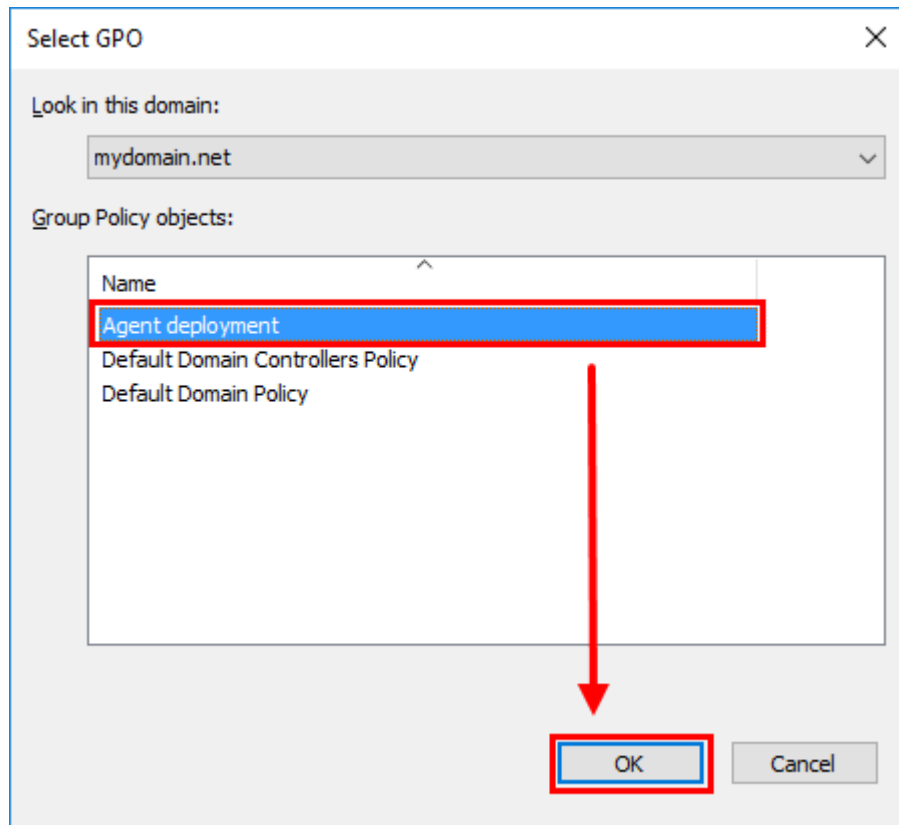 Select GPO
Look in this domain:
mydomain.net
Group Policy objects:
Name
Agent deployment
Default Domain Controllers Policy
Default Domain Policy
OK
Cancel